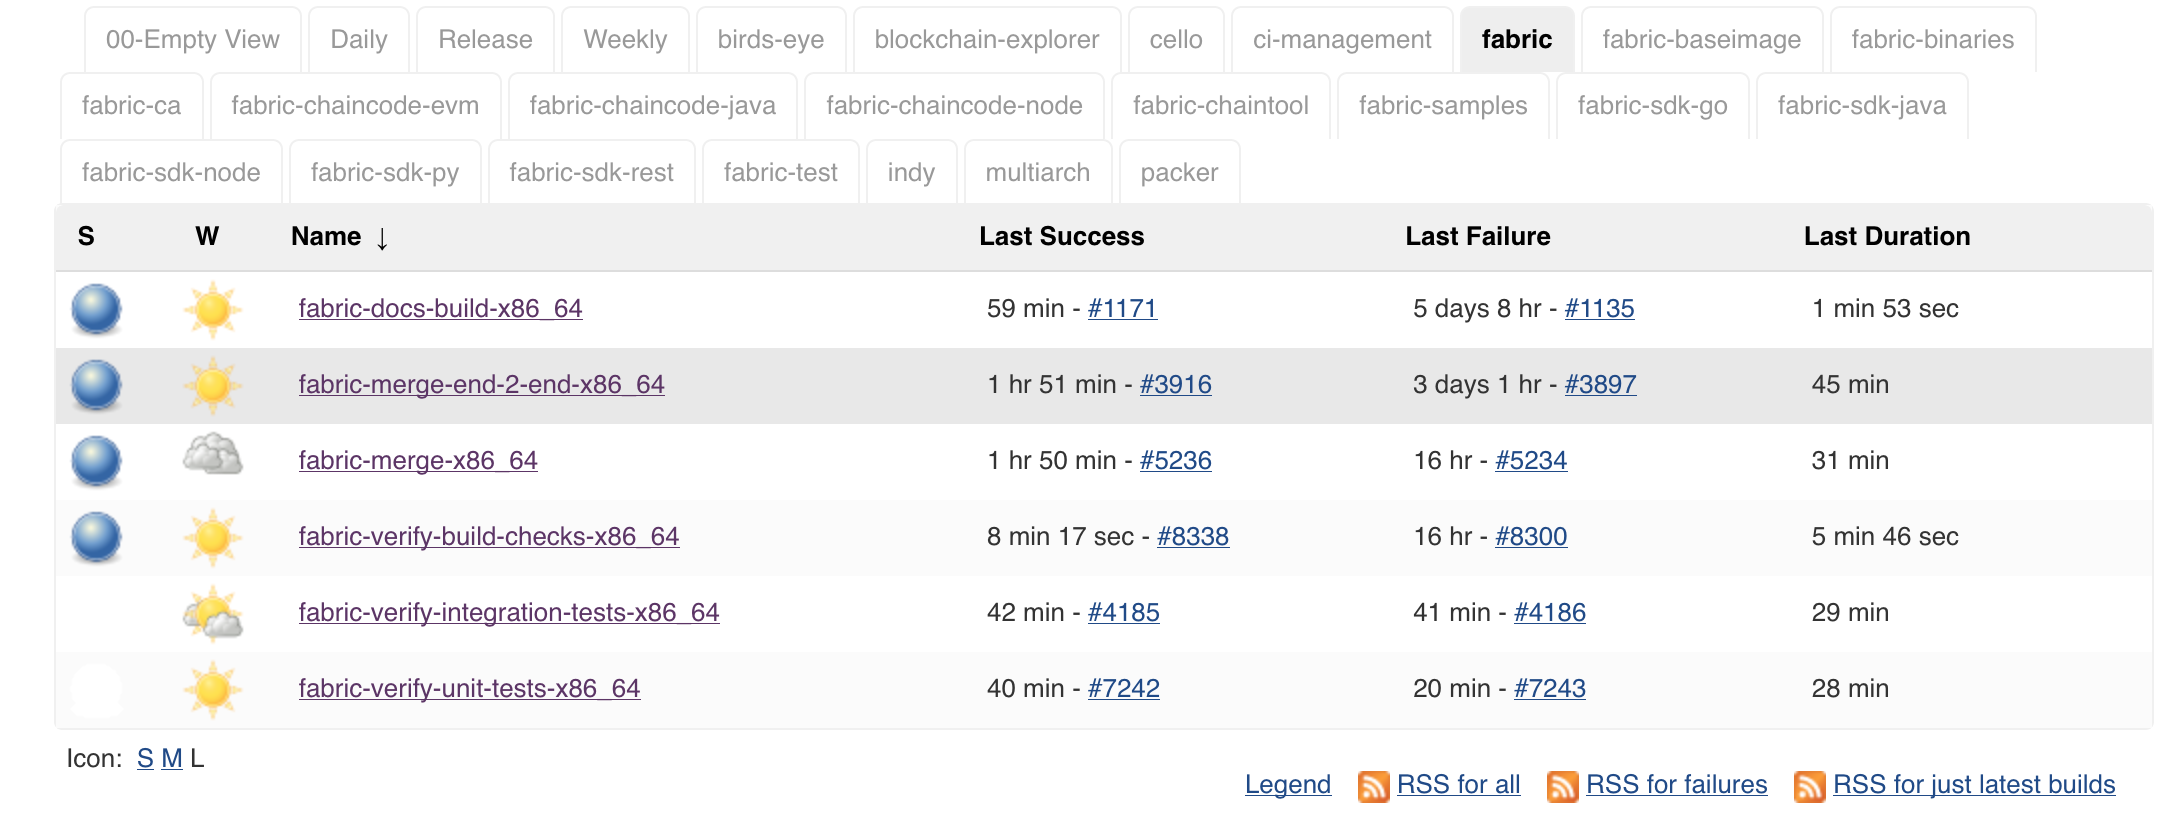 00-Empty View Daily Release Weekly birds-eye blockchain-explorer cello ci-management fabric fabric-baseimage fabric-binaries
fabric-ca fabric-chaincode-evm fabric-chaincode-java fabric-chaincode-node fabric-chaintool fabric-samples fabric-sdk-go fabric-sdk-java
fabric-sdk-node fabric-sdk-py fabric-sdk-rest fabric-test indy multiarch packer
S W Name ↓ Last Success Last Failure Last Duration
fabric-docs-build-x86_64 59 min - #1171 5 days 8 hr - #1135 1 min 53 sec
fabric-merge-end-2-end-x86_64 1 hr 51 min - #3916 3 days 1 hr - #3897 45 min
fabric-merge-x86_64 1 hr 50 min - #5236 16 hr - #5234 31 min
fabric-verify-build-checks-x86_64 8 min 17 sec - #8338 16 hr - #8300 5 min 46 sec
fabric-verify-integration-tests-x86_64 42 min - #4185 41 min - #4186 29 min
fabric-verify-unit-tests-x86_64 40 min - #7242 20 min - #7243 28 min
Icon: S M L
Legend RSS for all RSS for failures RSS for just latest builds